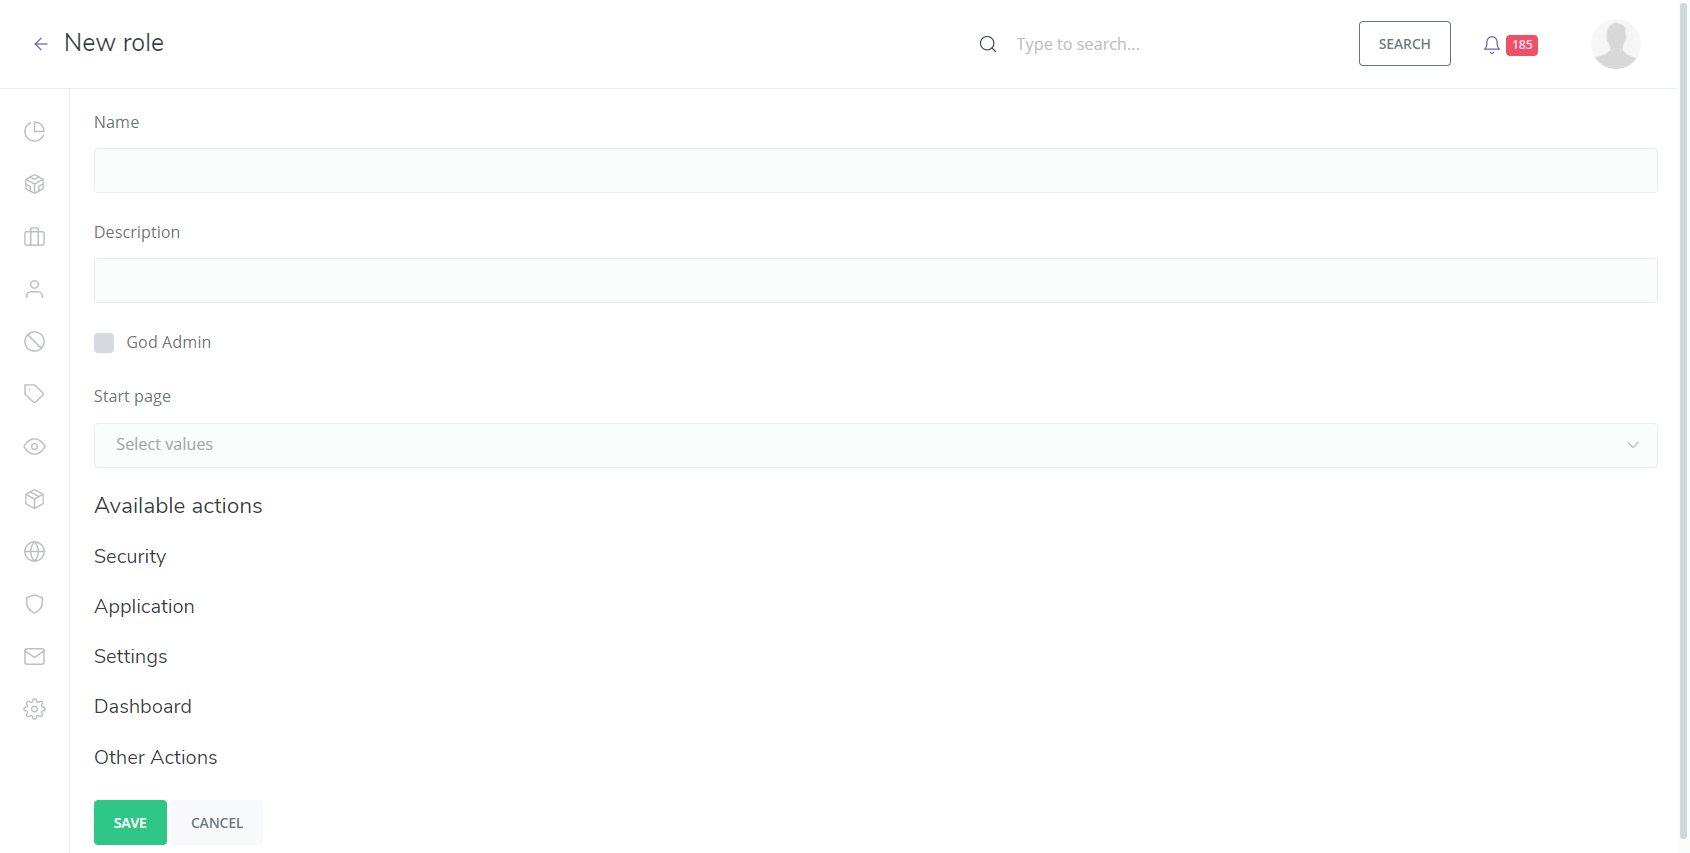 New role
Type to search...
SEARCH
185
Name
Description
God Admin
Start page
Select values
Available actions
Security
Application
Settings
Dashboard
Other Actions
SAVE
CANCEL